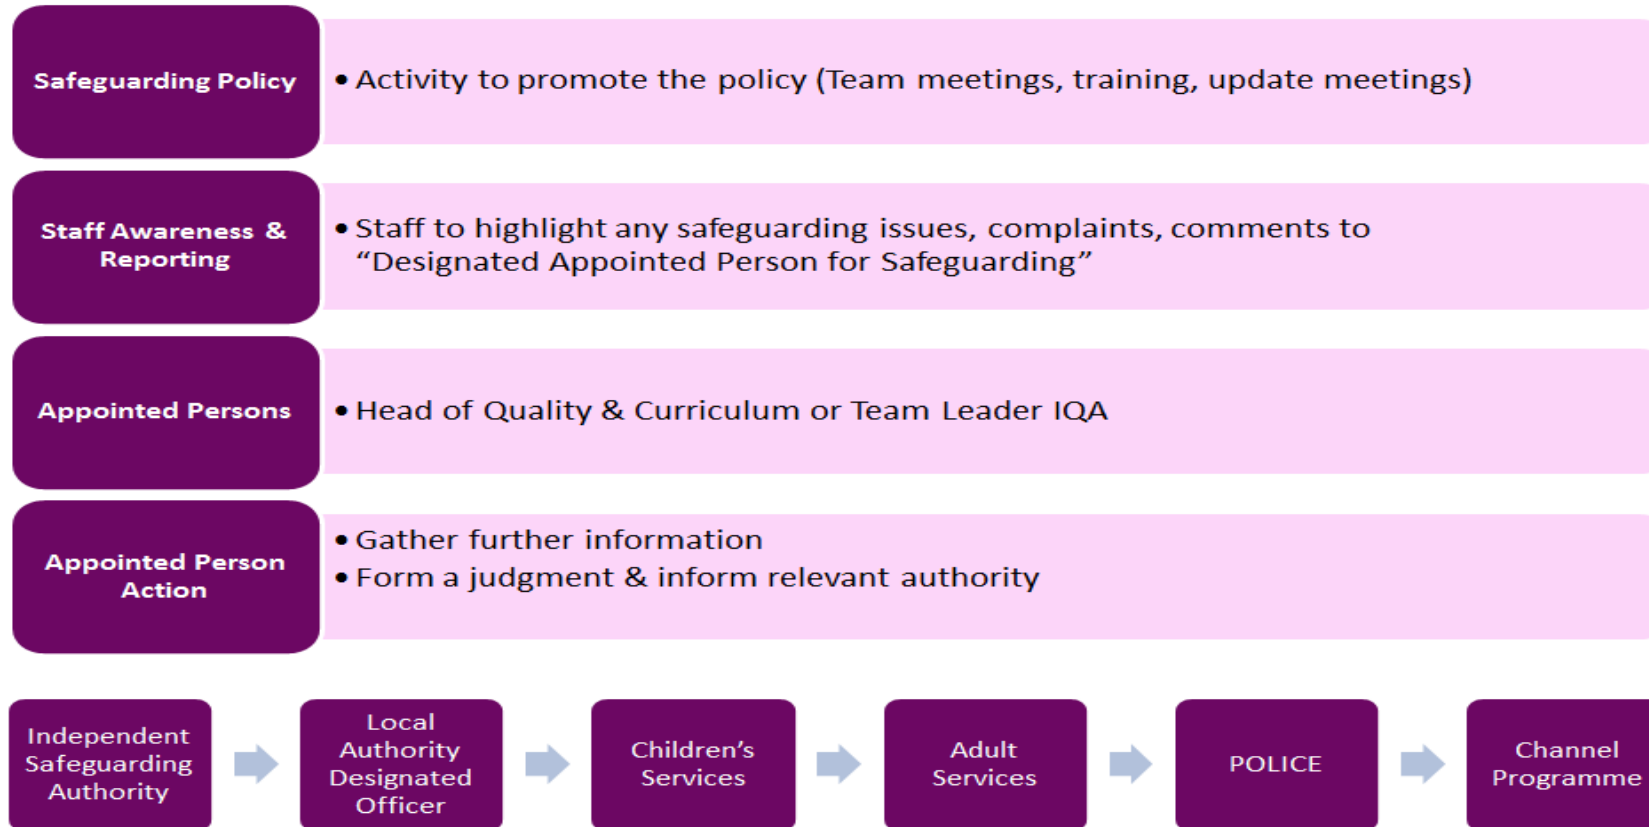 Safeguarding Policy
• Activity to promote the policy (Team meetings, training, update meetings)
Staff Awareness &
Reporting
• Staff to highlight any safeguarding issues, complaints, comments to
“Designated Appointed Person for Safeguarding”
Appointed Persons
• Head of Quality & Curriculum or Team Leader IQA
Appointed Person
Action
• Gather further information
• Form a judgment & inform relevant authority
Independent
Safeguarding
Authority
Local
Authority
Designated
Officer
Children’s
Services
Adult
Services
POLICE
Channel
Programme